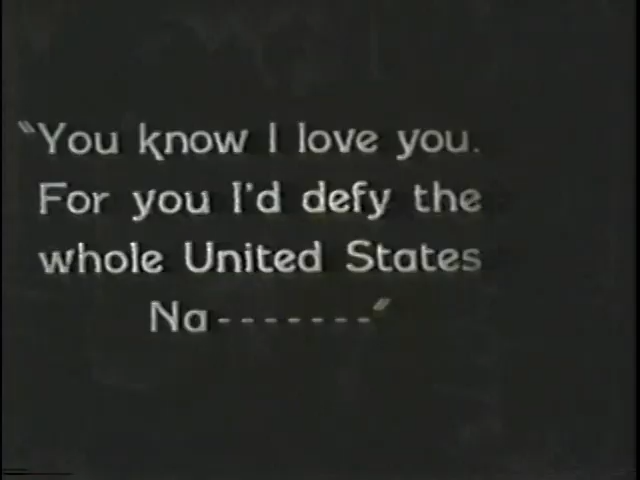 "You know I love you.
For you I'd defy the
whole United States
Na-------"